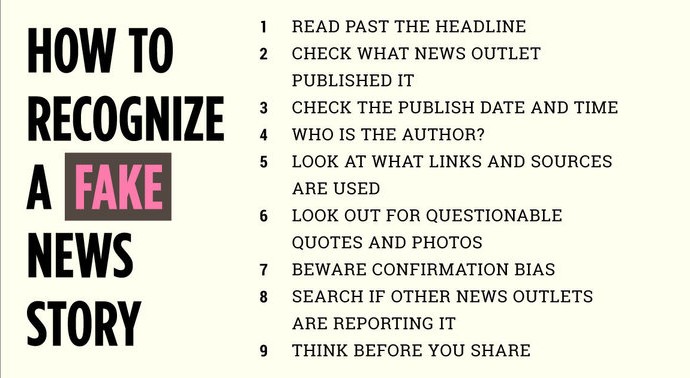 HOW TO
RECOGNIZE
A FAKE
NEWS
STORY
1 READ PAST THE HEADLINE
2 CHECK WHAT NEWS OUTLET
PUBLISHED IT
3 CHECK THE PUBLISH DATE AND TIME
4 WHO IS THE AUTHOR?
5 LOOK AT WHAT LINKS AND SOURCES
ARE USED
6 LOOK OUT FOR QUESTIONABLE
QUOTES AND PHOTOS
7 BEWARE CONFIRMATION BIAS
8 SEARCH IF OTHER NEWS OUTLETS
ARE REPORTING IT
9 THINK BEFORE YOU SHARE